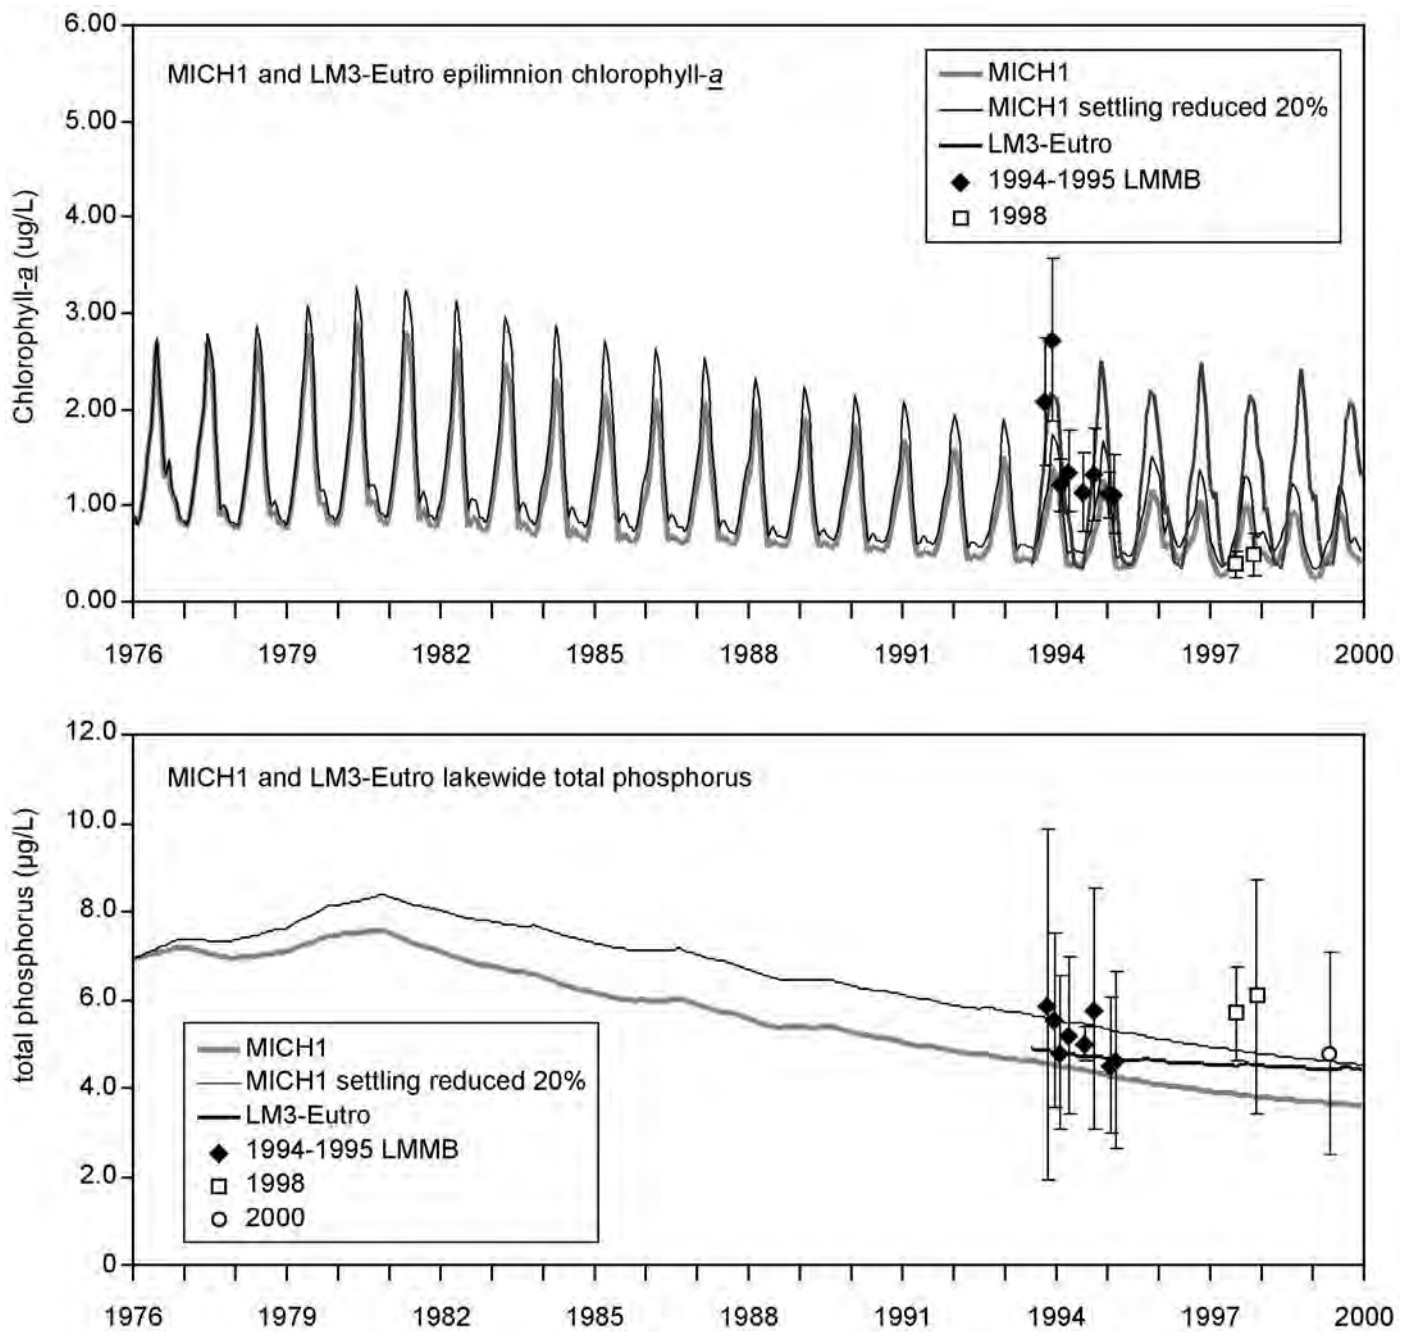 6.00
MICH1 and LM3-Eutro epilimnion chlorophyll-a
MICH1
MICH1 settling reduced 20%
LM3-Eutro
1994-1995 LMMB
1998
5.00
4.00
3.00
2.00
1.00
0.00
Chlorophyll-a (ug/L)
1976 1979 1982 1985 1988 1991 1994 1997 2000
12.0
MICH1 and LM3-Eutro lakewide total phosphorus
10.0
8.0
6.0
4.0
2.0
0
total phosphorus (µg/L)
MICH1
MICH1 settling reduced 20%
LM3-Eutro
1994-1995 LMMB
1998
2000
1976 1979 1982 1985 1988 1991 1994 1997 2000